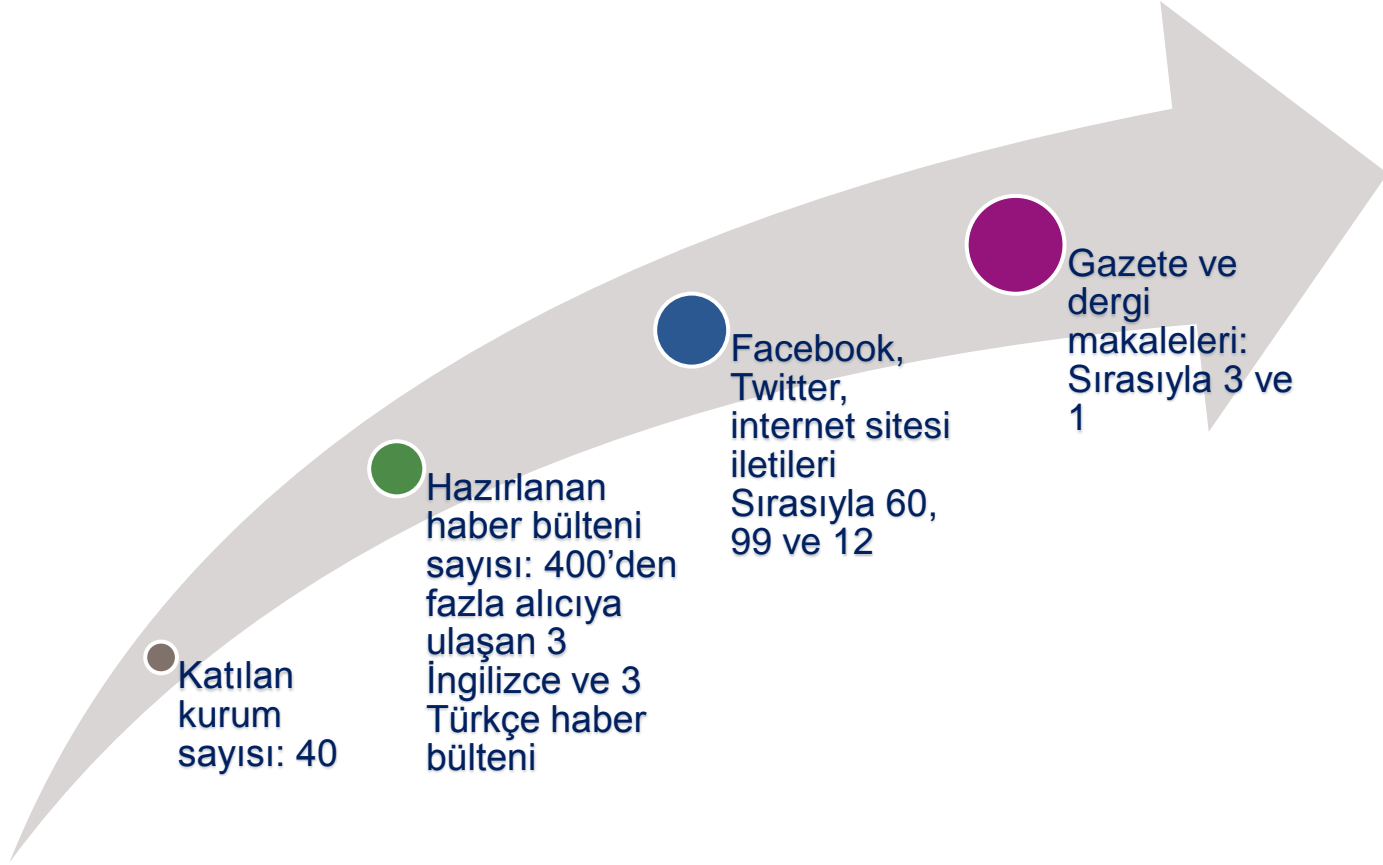 Katılan
kurum
sayısı: 40
Hazırlanan
haber bülteni
sayısı: 400’den
fazla alıcıya
ulaşan 3
İngilizce ve 3
Türkçe haber
bülteni
Facebook,
Twitter,
internet sitesi
iletileri
Sırasıyla 60,
99 ve 12
Gazete ve
dergi
makaleleri:
Sırasıyla 3 ve
1